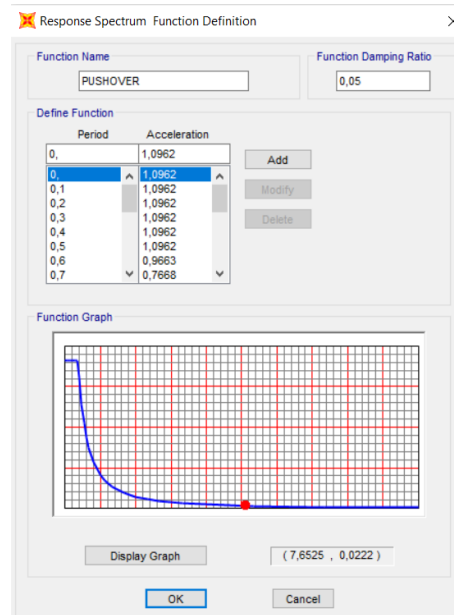 Response Spectrum Function Definition
Function Name
Function Damping Ratio
PUSHOVER
0,05
Define Function
Period Acceleration
0, 1,0962
Add
0, 1,0962
0,1 1,0962
Modify
0,2 1,0962
0,3 1,0962
Delete
0,4 1,0962
0,5 1,0962
0,6 0,9663
0,7 0,7668
Function Graph
Display Graph
( 7,6525 , 0,0222 )
OK
Cancel